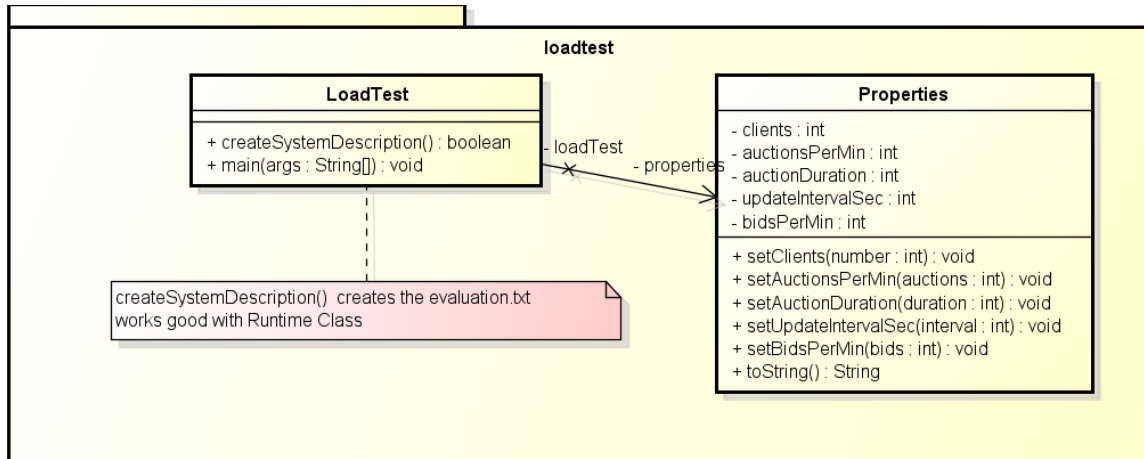 loadtest
LoadTest
+ createSystemDescription() : boolean
+ main(args : String[]) : void
- loadTest
- properties
createSystemDescription() creates the evaluation.txt
works good with Runtime Class
Properties
- clients : int
- auctionsPerMin : int
- auctionDuration : int
- updateIntervalSec : int
- bidsPerMin : int
+ setClients(number : int) : void
+ setAuctionsPerMin(auctions : int) : void
+ setAuctionDuration(duration : int) : void
+ setUpdateIntervalSec(interval : int) : void
+ setBidsPerMin(bids : int) : void
+ toString() : String